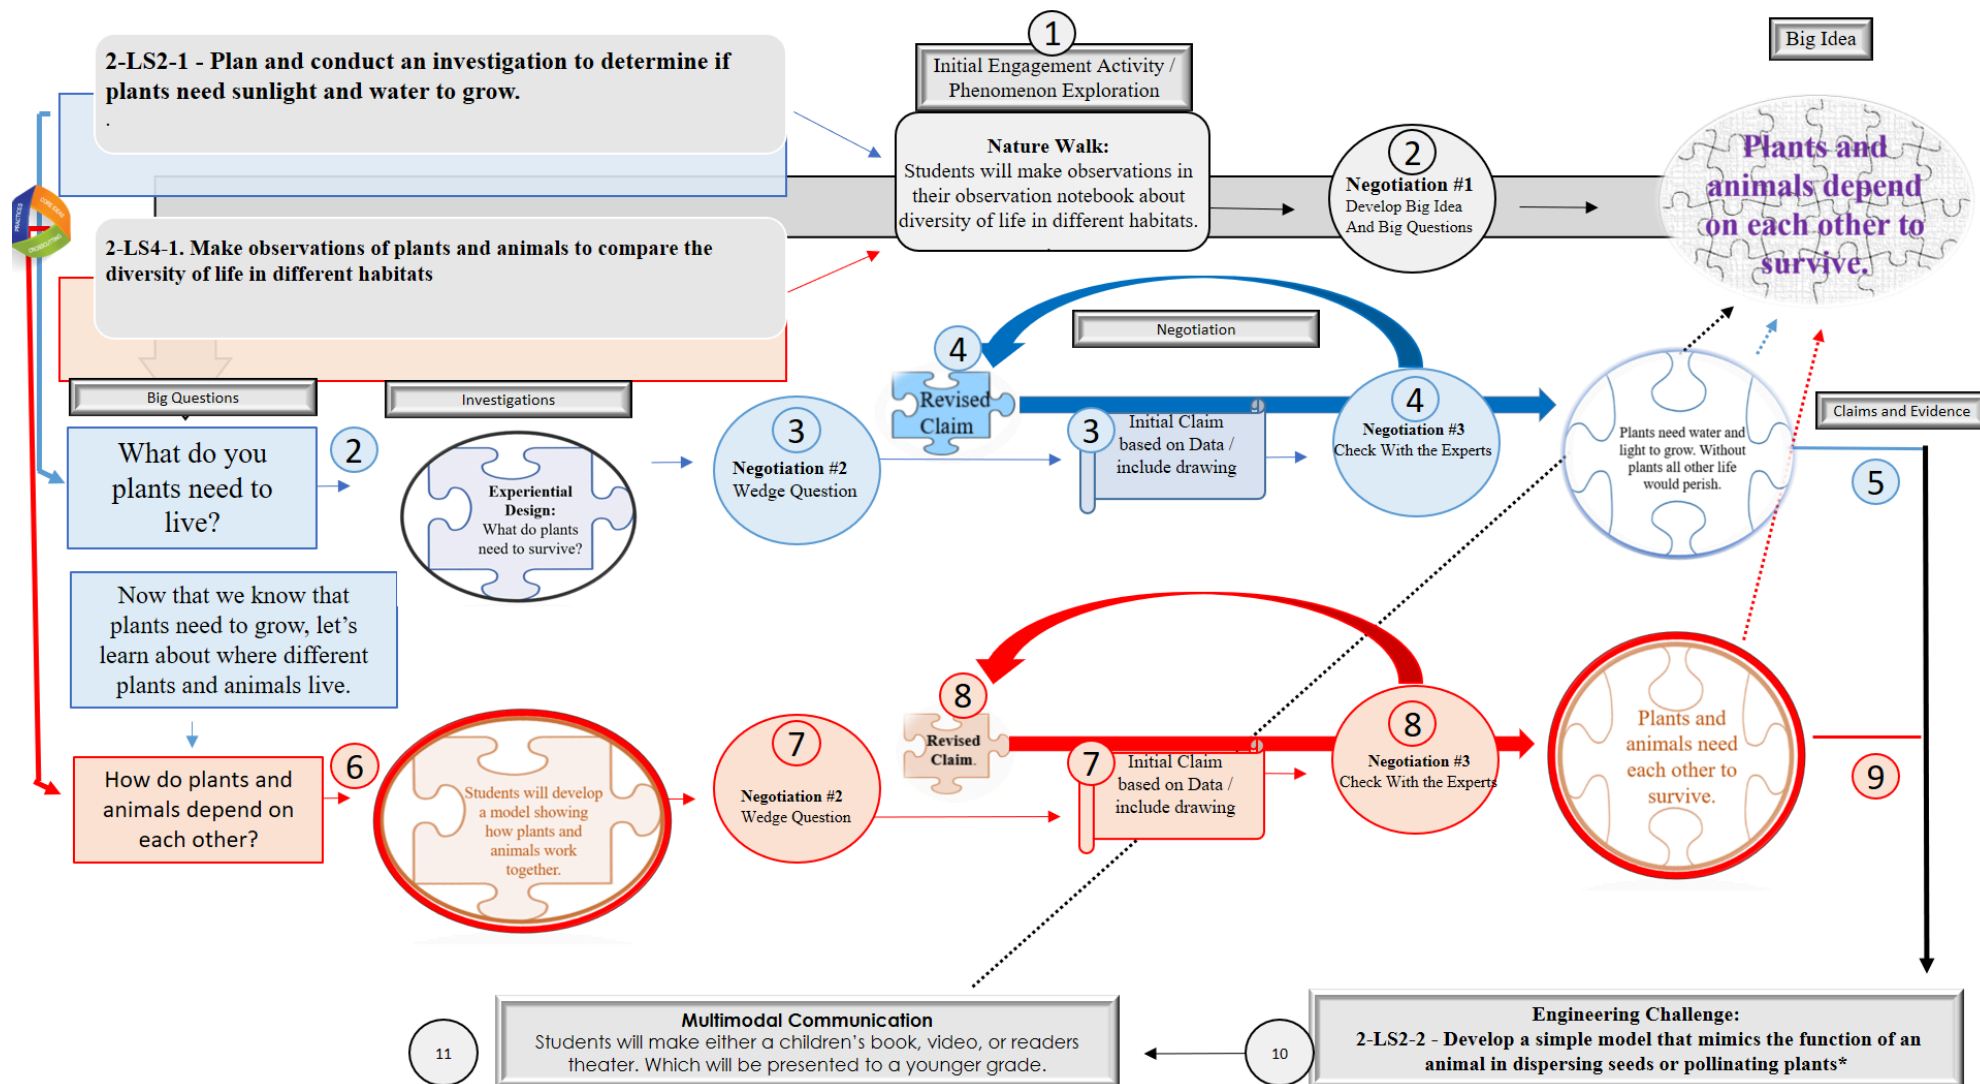 2-LS2-1 - Plan and conduct an investigation to determine if
plants need sunlight and water to grow.
.
1
Initial Engagement Activity /
Phenomenon Exploration
Big Idea
Nature Walk:
Students will make observations in
their observation notebook about
diversity of life in different habitats.
.
2
Negotiation #1
Develop Big Idea
And Big Questions
Plants and
animals depend
on each other to
survive.
PRACTICES
CORE IDEAS
CROSSCUTTING
2-LS4-1. Make observations of plants and animals to compare the
diversity of life in different habitats
Negotiation
Big Questions
Investigations
Claims and Evidence
What do you
plants need to
live?
2
Experiential
Design:
What do plants
need to survive?
3
Negotiation #2
Wedge Question
4
Revised
Claim
3
Initial Claim
based on Data /
include drawing
4
Negotiation #3
Check With the Experts
Plants need water and
light to grow. Without
plants all other life
would perish.
5
Now that we know that
plants need to grow, let’s
learn about where different
plants and animals live.
How do plants and
animals depend on
each other?
6
Students will develop
a model showing
how plants and
animals work
together.
7
Negotiation #2
Wedge Question
8
Revised
Claim.
7
Initial Claim
based on Data /
include drawing
8
Negotiation #3
Check With the Experts
Plants and
animals need
each other to
survive.
9
Engineering Challenge:
2-LS2-2 - Develop a simple model that mimics the function of an
animal in dispersing seeds or pollinating plants*
10
Multimodal Communication
Students will make either a children’s book, video, or readers
theater. Which will be presented to a younger grade.
11